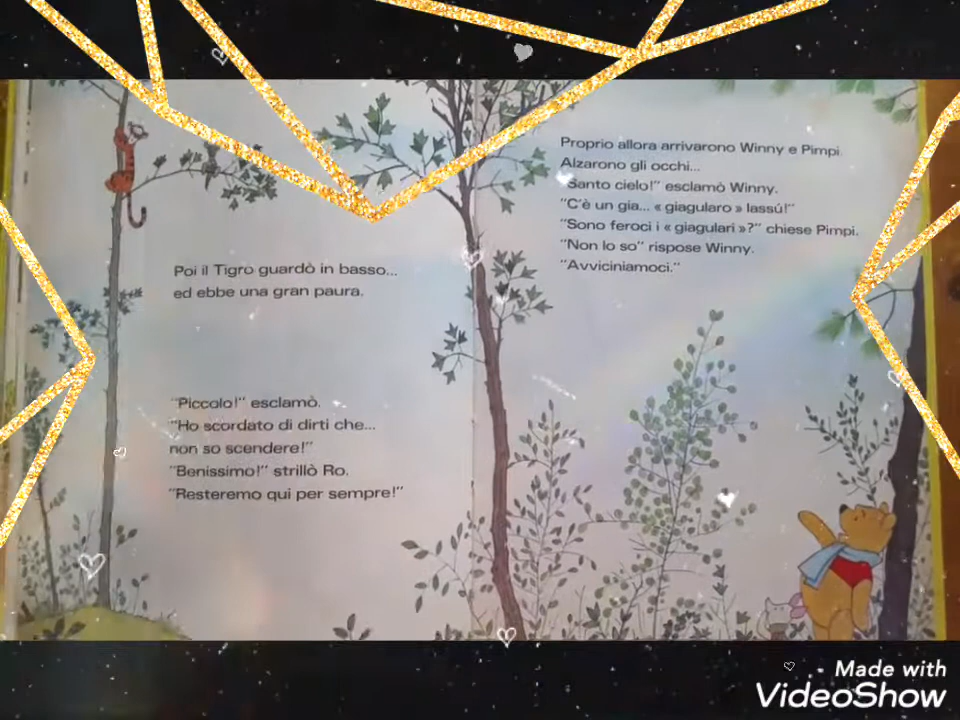 Poi il Tigro guardò in basso...
ed ebbe una gran paura.
"Piccolo!" esclamò.
"Ho scordato di dirti che...
non so scendere!"
"Benissimo!" strillò Ro.
"Resteremo qui per sempre!"
Proprio allora arrivarono Winny e Pimpi.
Alzarono gli occhi...
"Santo cielo!" esclamò Winny.
"C'è un gia... « giagularo » lassú!"
"Sono feroci i « giagulari »?" chiese Pimpi.
"Non lo so" rispose Winny.
"Avviciniamoci."
Made with
VideoShow